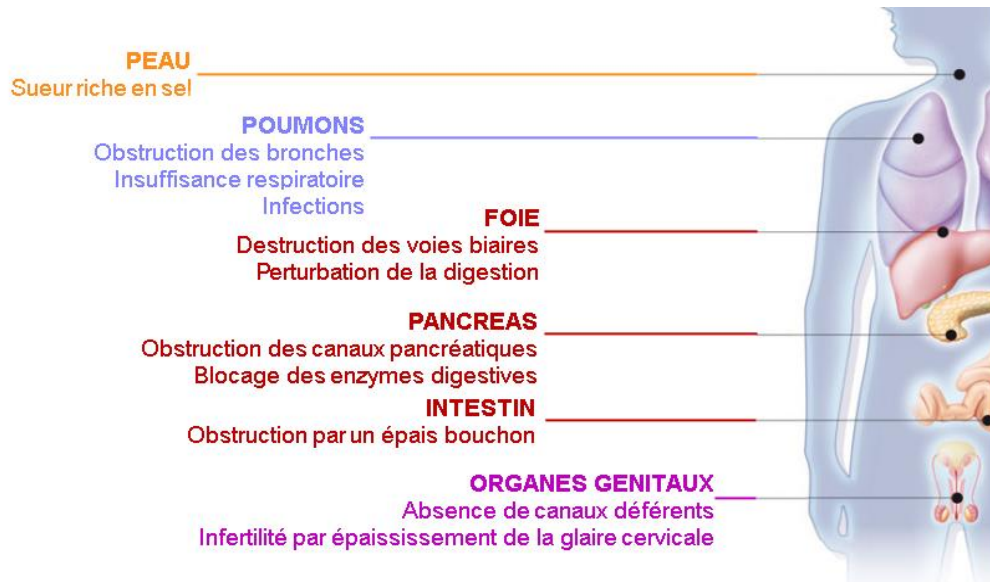 PEAU
Sueur riche en sel
POUMONS
Obstruction des bronches
Insuffisance respiratoire
Infections
FOIE
Destruction des voies biaires
Perturbation de la digestion
PANCREAS
Obstruction des canaux pancréatiques
Blocage des enzymes digestives
INTESTIN
Obstruction par un épais bouchon
ORGANES GENITAUX
Absence de canaux déférents
Infertilité par épaississement de la glaire cervicale